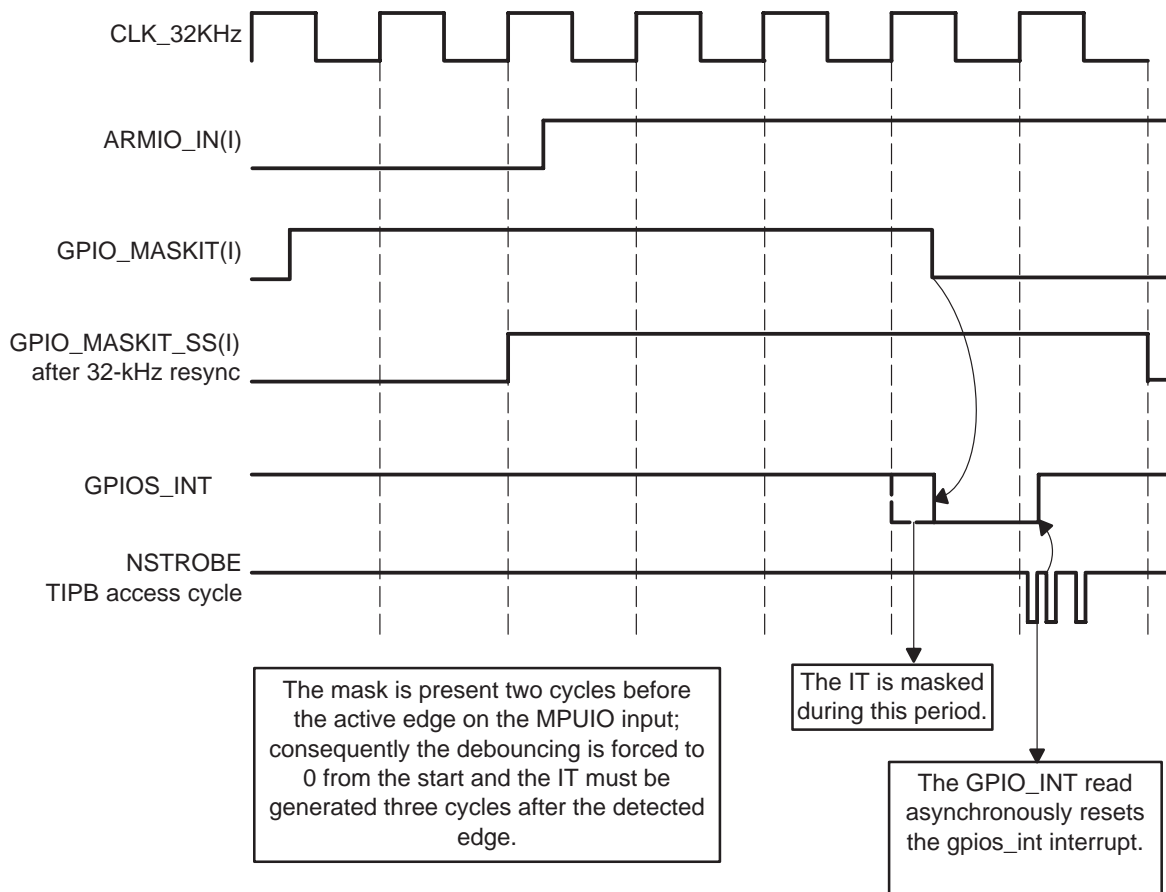 CLK_32KHz
ARMIO_IN(I)
GPIO_MASKIT(I)
GPIO_MASKIT_SS(I)
after 32-kHz resync
GPIOS_INT
NSTROBE
TIPB access cycle
The mask is present two cycles before
the active edge on the MPUIO input;
consequently the debouncing is forced to
0 from the start and the IT must be
generated three cycles after the detected
edge.
The IT is masked
during this period.
The GPIO_INT read
asynchronously resets
the gpios_int interrupt.